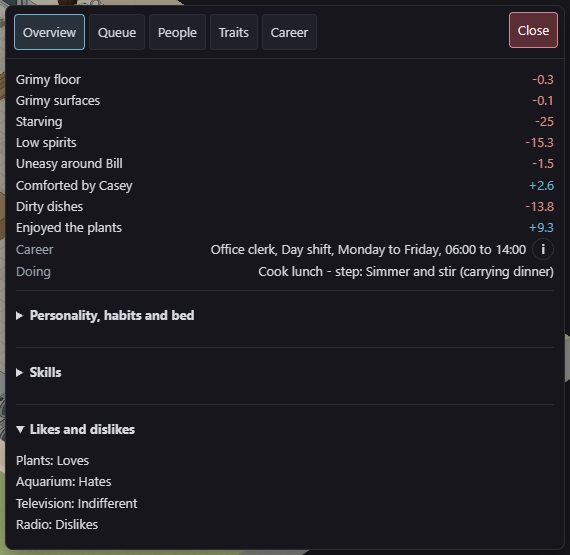 Overview Queue People Traits Career Close
Grimy floor -0.3
Grimy surfaces -0.1
Starving -25
Low spirits -15.3
Uneasy around Bill -1.5
Comforted by Casey +2.6
Dirty dishes -13.8
Enjoyed the plants +9.3
Career Office clerk, Day shift, Monday to Friday, 06:00 to 14:00 i
Doing Cook lunch - step: Simmer and stir (carrying dinner)
Personality, habits and bed
Skills
Likes and dislikes
Plants: Loves
Aquarium: Hates
Television: Indifferent
Radio: Dislikes